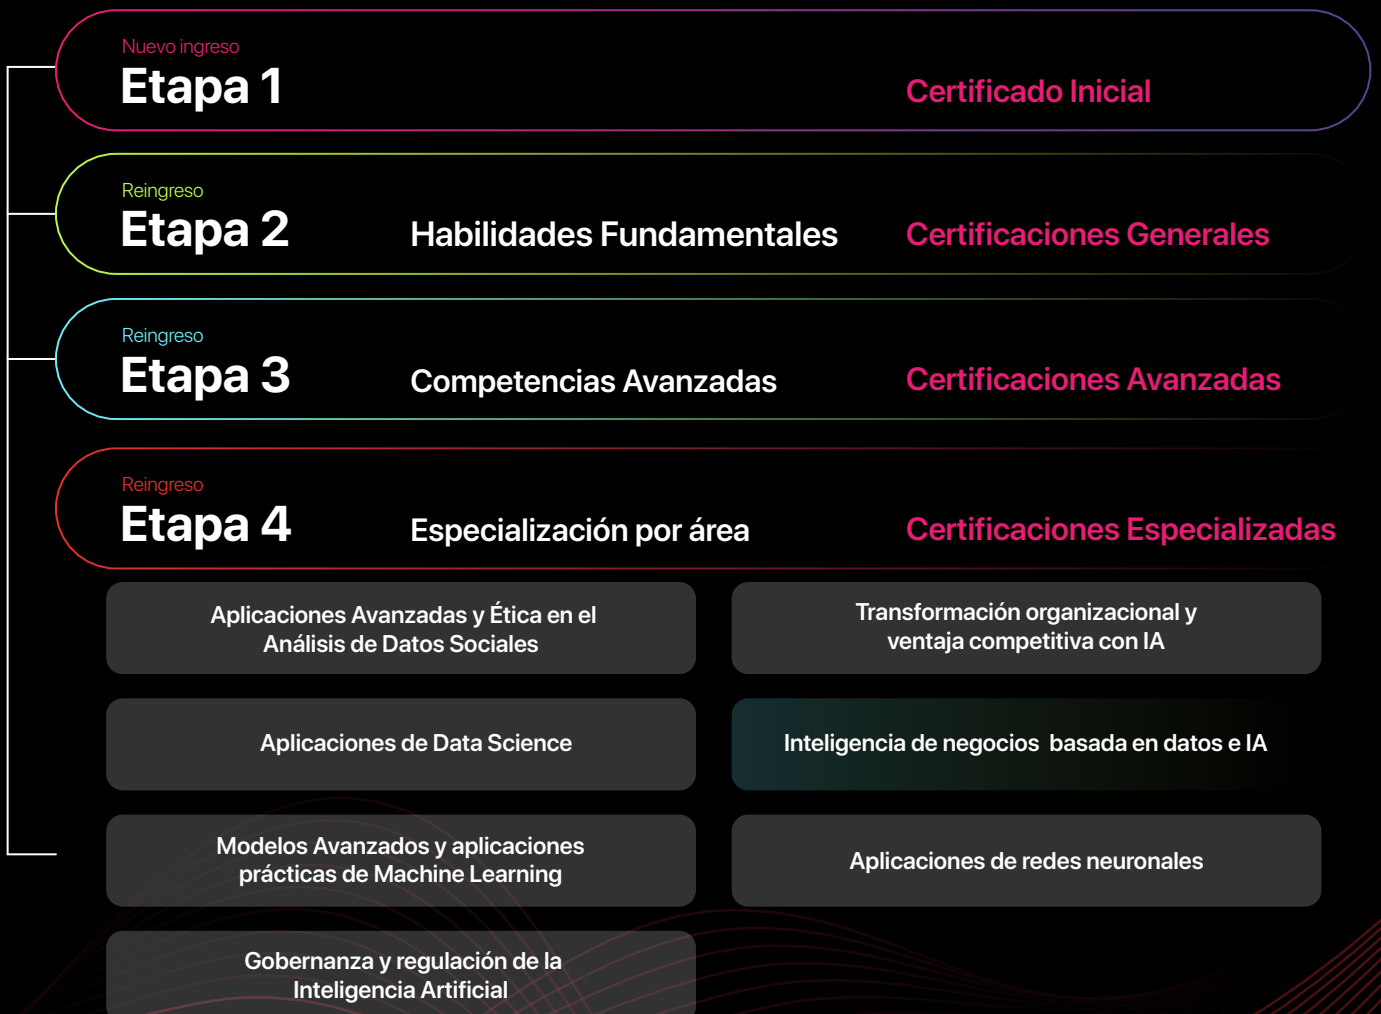 Nuevo ingreso
Etapa 1
Certificado Inicial
Reingreso
Etapa 2
Habilidades Fundamentales
Certificaciones Generales
Reingreso
Etapa 3
Competencias Avanzadas
Certificaciones Avanzadas
Reingreso
Etapa 4
Especialización por área
Certificaciones Especializadas
Aplicaciones Avanzadas y Ética en el
Análisis de Datos Sociales
Transformación organizacional y
ventaja competitiva con IA
Aplicaciones de Data Science
Inteligencia de negocios  basada en datos e IA
Modelos Avanzados y aplicaciones
prácticas de Machine Learning
Aplicaciones de redes neuronales
Gobernanza y regulación de la
Inteligencia Artificial